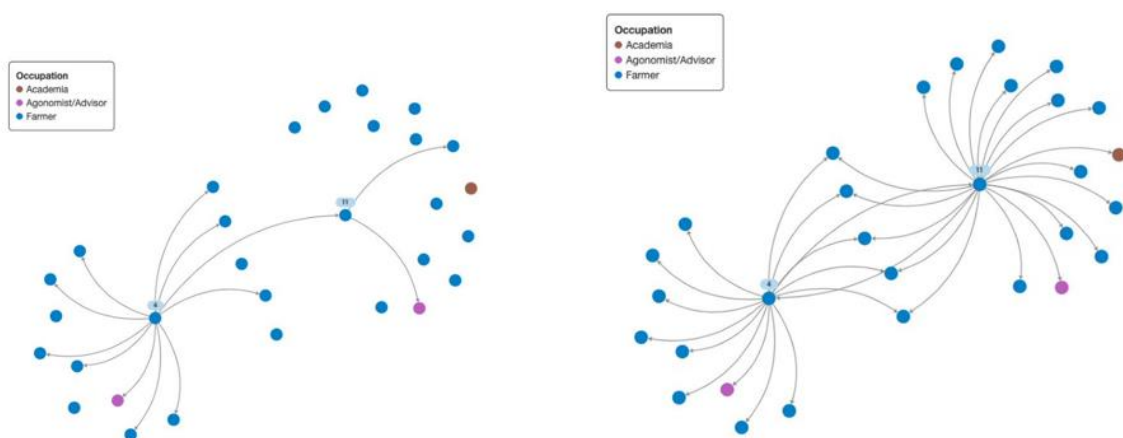 Occupation
Academia
Agonomist/Advisor
Farmer
11
4
Occupation
Academia
Agonomist/Advisor
Farmer
11
4